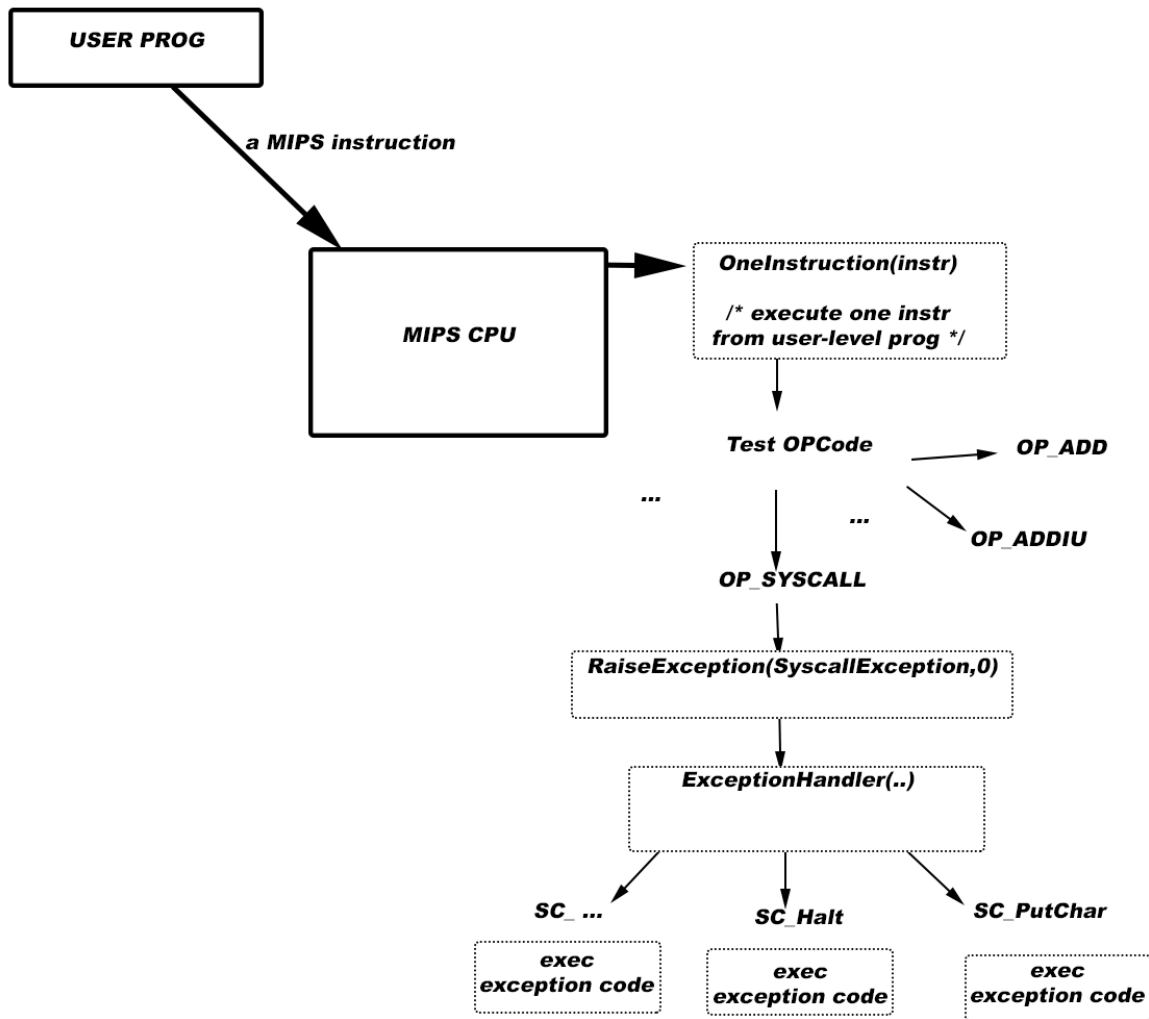 USER PROG
a MIPS instruction
MIPS CPU
OneInstruction(instr)
/* execute one instr
from user-level prog */
Test OPCode
OP_ADD
...
...
OP_ADDIU
OP_SYSCALL
RaiseException(SyscallException,0)
ExceptionHandler(..)
SC_ ...
SC_Halt
SC_PutChar
exec
exception code
exec
exception code
exec
exception code